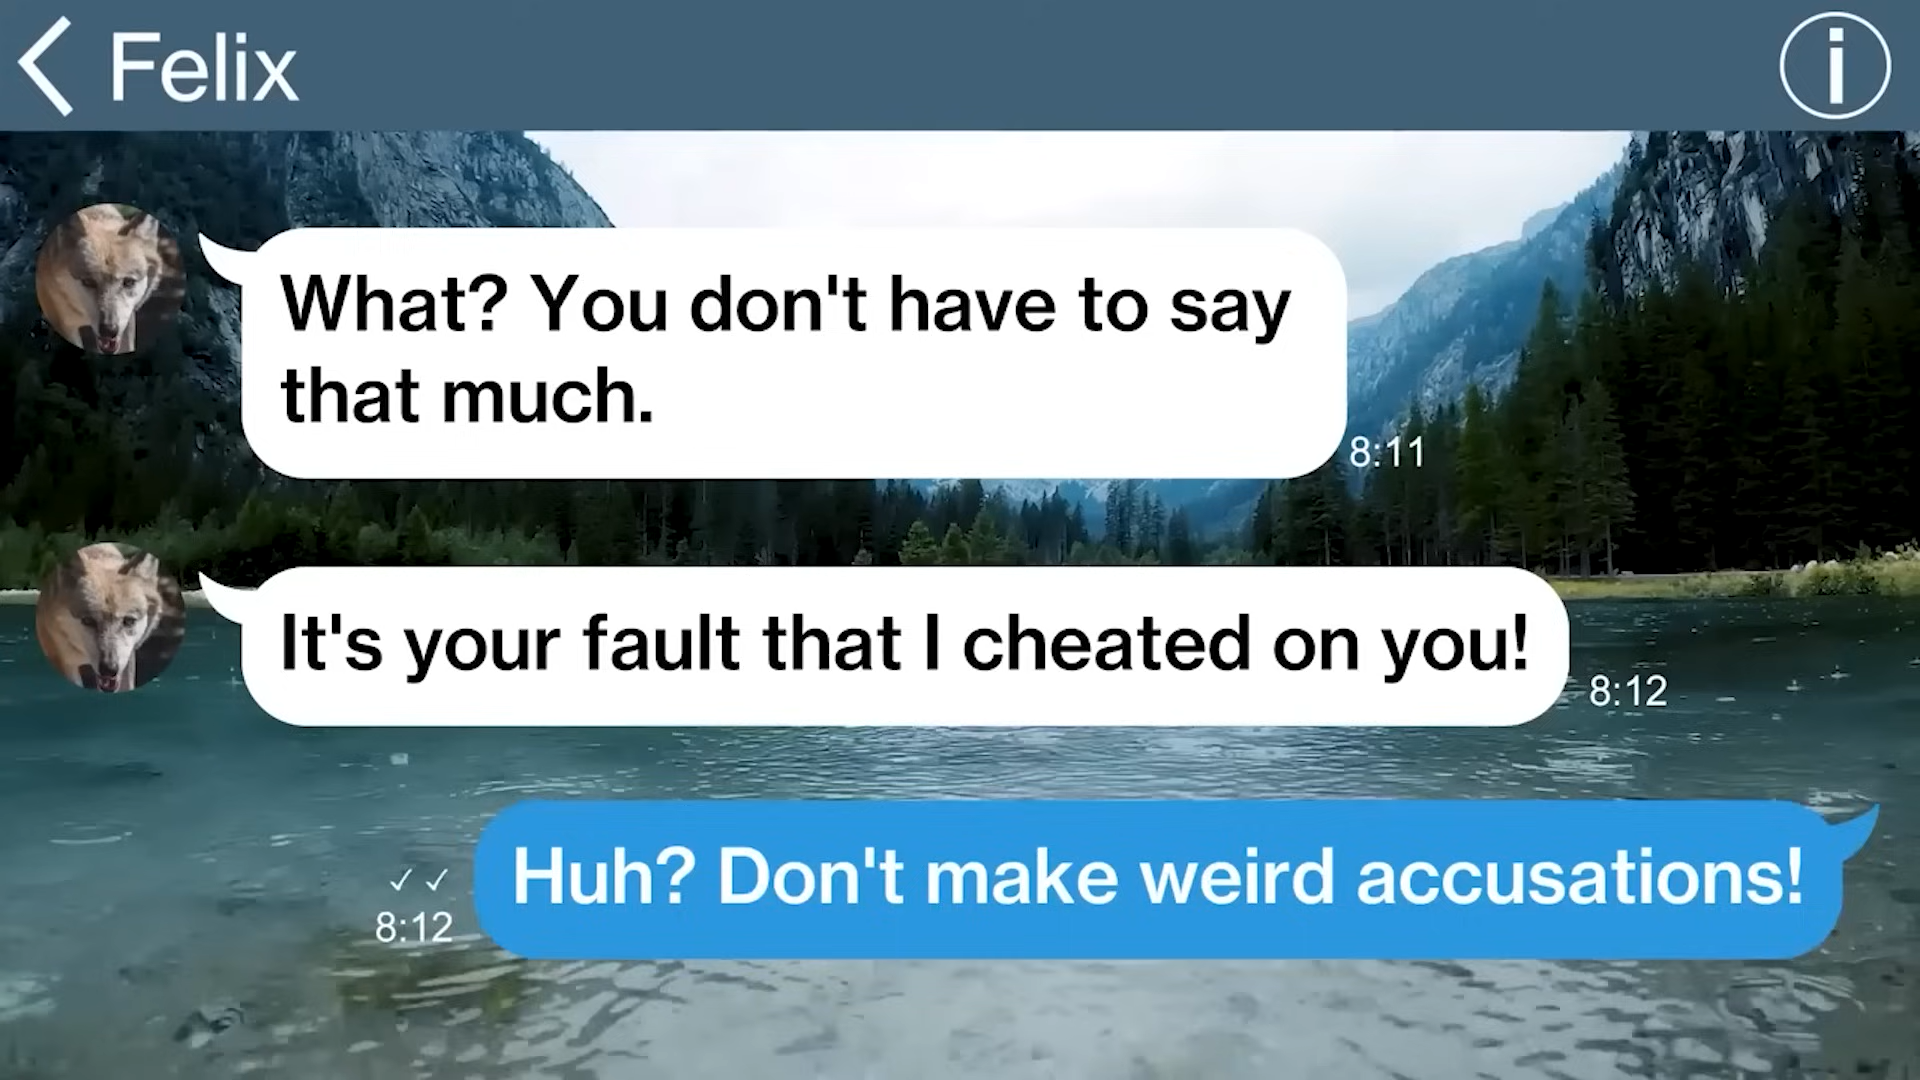 Felix
What? You don't have to say
that much.
8:11
It's your fault that I cheated on you!
8:12
Huh? Don't make weird accusations!
✓✓
8:12